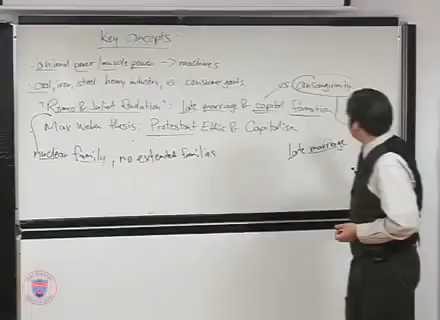 Key Concepts
· animal power / muscle power -> machines
· coal, iron, steel heavy industry, vs consumer goods
vs Consanguinity
"Romeo & Juliet Revolution": late marriage & capital formation
Max Weber thesis: Protestant Ethic & Capitalism
nuclear family, no extended families
late marriage